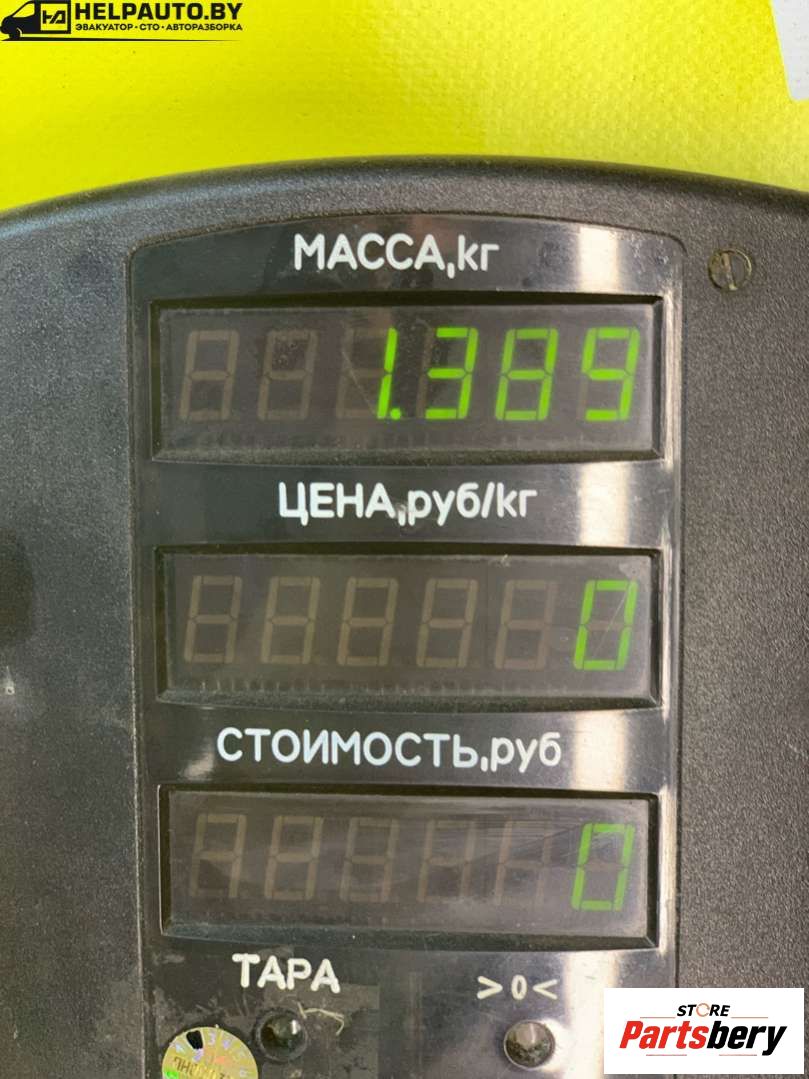 HELPAUTO.BY
ЭВАКУАТОР • СТО • АВТОРАЗБОРКА
МАССА,кг
1.389
ЦЕНА,руб/кг
0
СТОИМОСТЬ,руб
0
ТАРА >0<
STORE
Partsbery